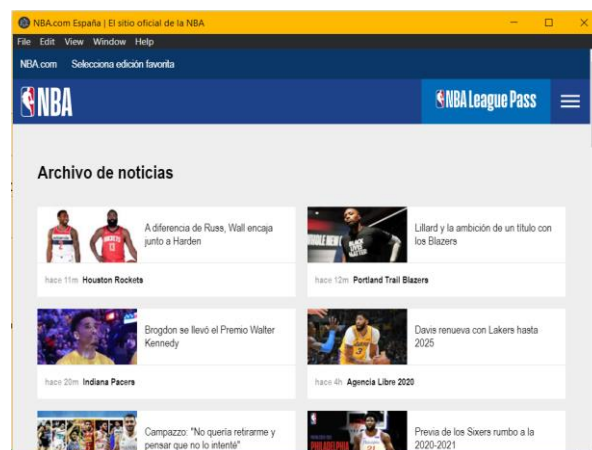 NBA.com España | El sitio oficial de la NBA
File Edit View Window Help
NBA.com Selecciona edición favorita
NBA
NBA League Pass
Archivo de noticias
A diferencia de Russ, Wall encaja
junto a Harden
hace 11m Houston Rockets
Lillard y la ambición de un título con
los Blazers
hace 12m Portland Trail Blazers
Brogdon se llevó el Premio Walter
Kennedy
hace 20m Indiana Pacers
Davis renueva con Lakers hasta
2025
hace 4h Agencia Libre 2020
Campazzo: "No quería retirarme y
pensar que no lo intenté"
Previa de los Sixers rumbo a la
2020-2021